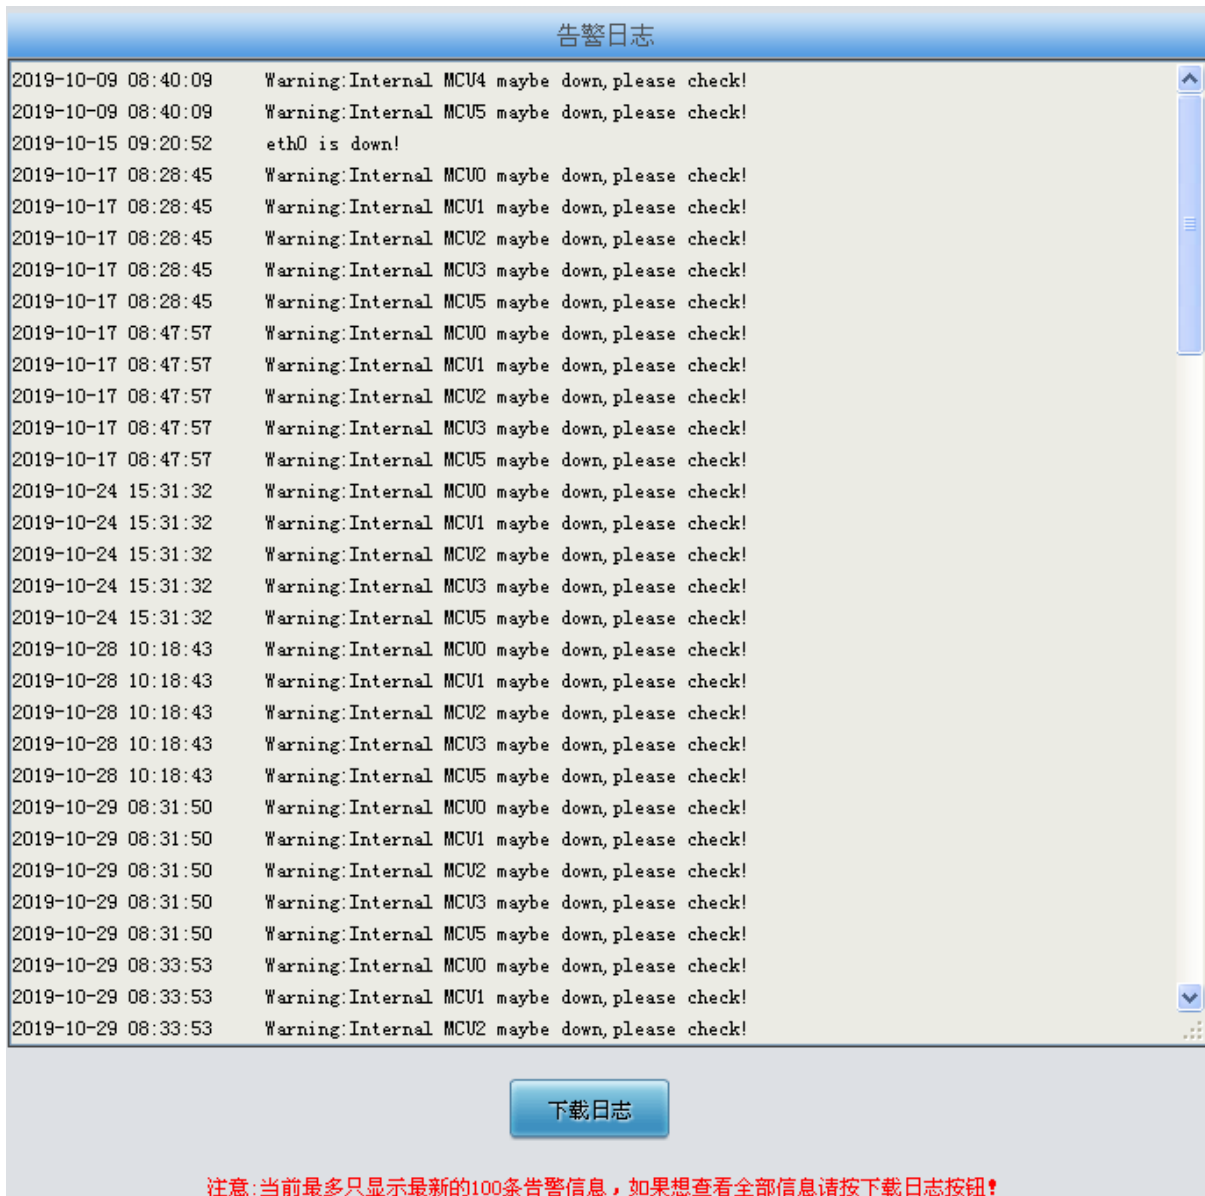 告警日志
2019-10-09 08:40:09 Warning:Internal MCU4 maybe down,please check!
2019-10-09 08:40:09 Warning:Internal MCU5 maybe down,please check!
2019-10-15 09:20:52 eth0 is down!
2019-10-17 08:28:45 Warning:Internal MCU0 maybe down,please check!
2019-10-17 08:28:45 Warning:Internal MCU1 maybe down,please check!
2019-10-17 08:28:45 Warning:Internal MCU2 maybe down,please check!
2019-10-17 08:28:45 Warning:Internal MCU3 maybe down,please check!
2019-10-17 08:28:45 Warning:Internal MCU5 maybe down,please check!
2019-10-17 08:47:57 Warning:Internal MCU0 maybe down,please check!
2019-10-17 08:47:57 Warning:Internal MCU1 maybe down,please check!
2019-10-17 08:47:57 Warning:Internal MCU2 maybe down,please check!
2019-10-17 08:47:57 Warning:Internal MCU3 maybe down,please check!
2019-10-17 08:47:57 Warning:Internal MCU5 maybe down,please check!
2019-10-24 15:31:32 Warning:Internal MCU0 maybe down,please check!
2019-10-24 15:31:32 Warning:Internal MCU1 maybe down,please check!
2019-10-24 15:31:32 Warning:Internal MCU2 maybe down,please check!
2019-10-24 15:31:32 Warning:Internal MCU3 maybe down,please check!
2019-10-24 15:31:32 Warning:Internal MCU5 maybe down,please check!
2019-10-28 10:18:43 Warning:Internal MCU0 maybe down,please check!
2019-10-28 10:18:43 Warning:Internal MCU1 maybe down,please check!
2019-10-28 10:18:43 Warning:Internal MCU2 maybe down,please check!
2019-10-28 10:18:43 Warning:Internal MCU3 maybe down,please check!
2019-10-28 10:18:43 Warning:Internal MCU5 maybe down,please check!
2019-10-29 08:31:50 Warning:Internal MCU0 maybe down,please check!
2019-10-29 08:31:50 Warning:Internal MCU1 maybe down,please check!
2019-10-29 08:31:50 Warning:Internal MCU2 maybe down,please check!
2019-10-29 08:31:50 Warning:Internal MCU3 maybe down,please check!
2019-10-29 08:31:50 Warning:Internal MCU5 maybe down,please check!
2019-10-29 08:33:53 Warning:Internal MCU0 maybe down,please check!
2019-10-29 08:33:53 Warning:Internal MCU1 maybe down,please check!
2019-10-29 08:33:53 Warning:Internal MCU2 maybe down,please check!
下载日志
注意:当前最多只显示最新的100条告警信息，如果想查看全部信息请按下载日志按钮！